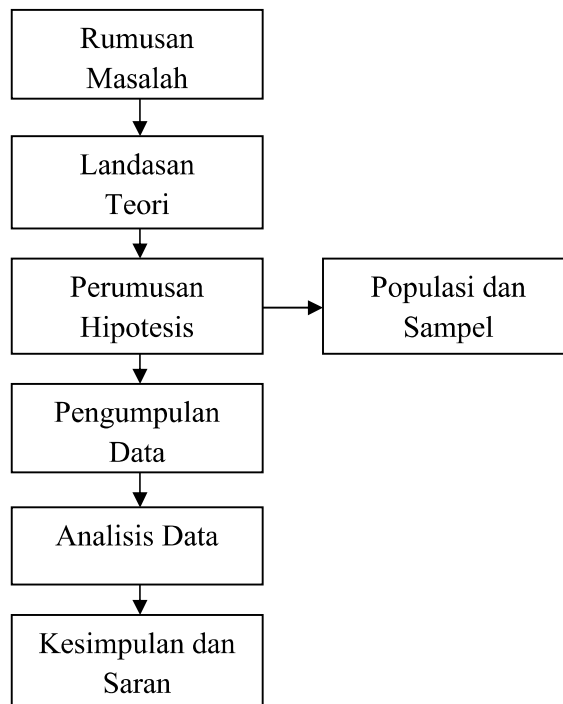 Rumusan
Masalah
Landasan
Teori
Perumusan
Hipotesis
Populasi dan
Sampel
Pengumpulan
Data
Analisis Data
Kesimpulan dan
Saran